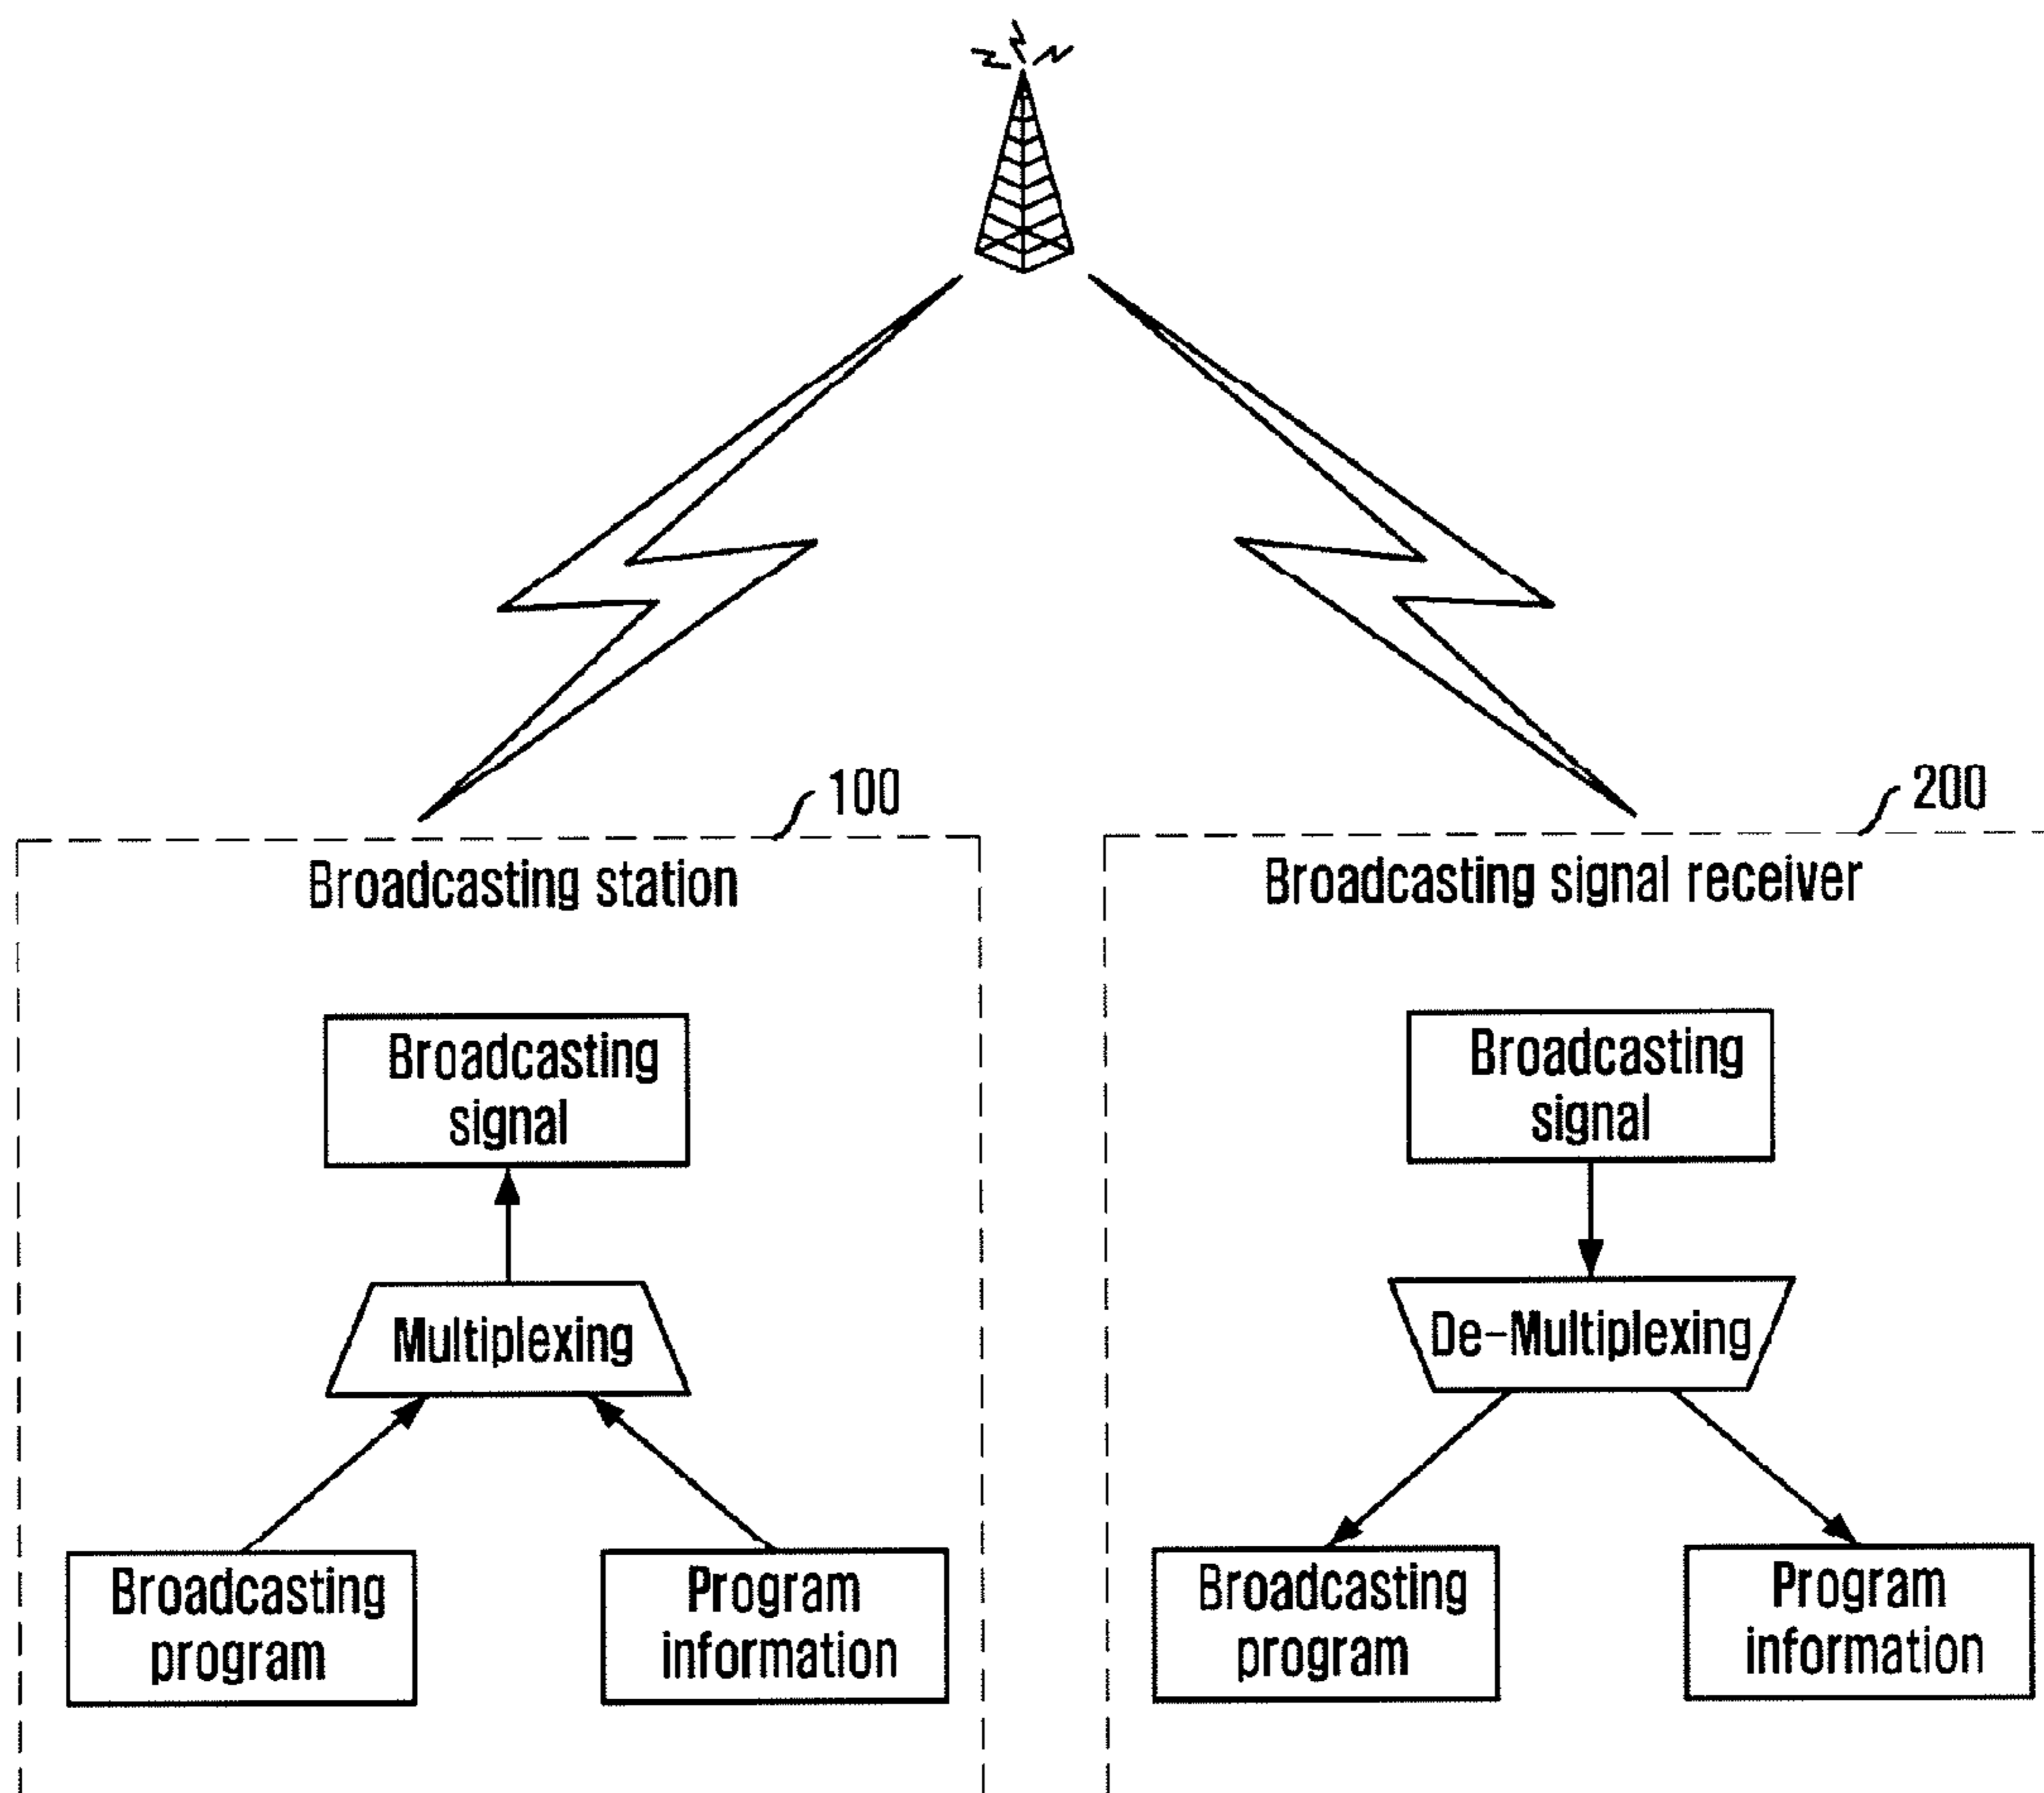 100
Broadcasting station
Broadcasting
signal
Multiplexing
Broadcasting
program
Program
information
200
Broadcasting signal receiver
Broadcasting
signal
De-Multiplexing
Broadcasting
program
Program
information